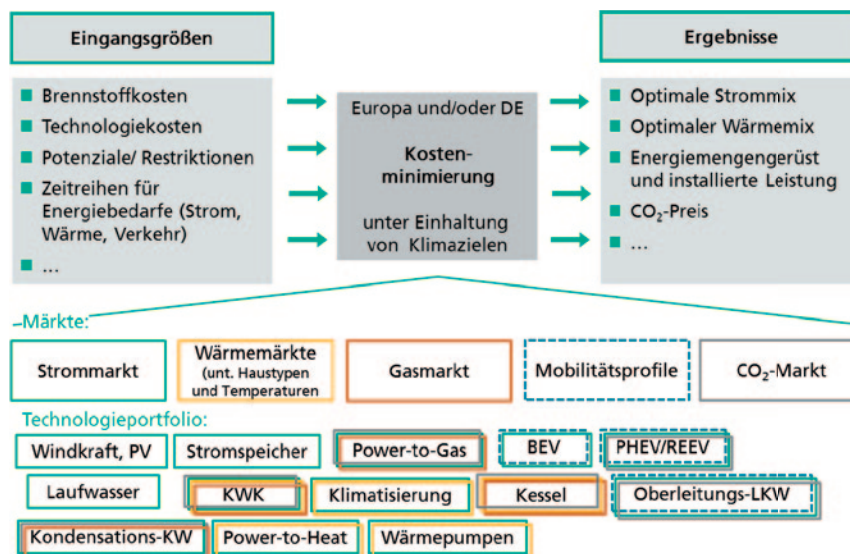 Eingangsgrößen
Brennstoffkosten
Technologiekosten
Potenziale/ Restriktionen
Zeitreihen für
Energiebedarfe (Strom,
Wärme, Verkehr)
...
Europa und/oder DE
Kosten-
minimierung
unter Einhaltung
von Klimazielen
Ergebnisse
Optimale Strommix
Optimaler Wärmemix
Energiemengengerüst
und installierte Leistung
CO₂-Preis
...
Märkte:
Strommarkt
Wärmemärkte
(unt. Haustypen
und Temperaturen
Gasmarkt
Mobilitätsprofile
CO₂-Markt
Technologieportfolio:
Windkraft, PV
Stromspeicher
Power-to-Gas
BEV
PHEV/REEV
Laufwasser
KWK
Klimatisierung
Kessel
Oberleitungs-LKW
Kondensations-KW
Power-to-Heat
Wärmepumpen